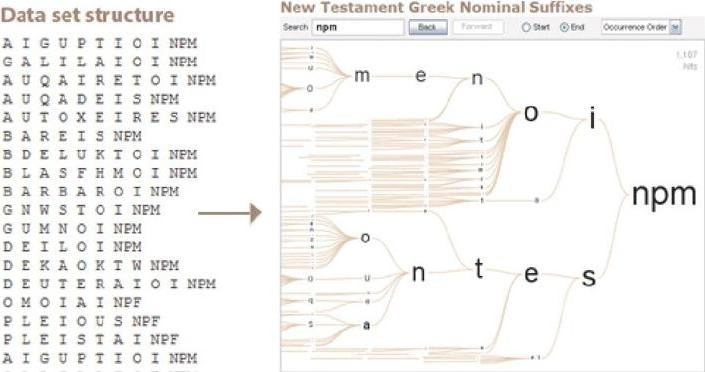 Data set structure
A I G U P T I O I NPM
G A L I L A I O I NPM
A U Q A I R E T O I NPM
A U Q A D E I S NPM
A U T O X E I R E S NPM
B A R E I S NPM
B D E L U K T O I NPM
B L A S F H M O I NPM
B A R B A R O I NPM
G N W S T O I NPM
G U M N O I NPM
D E I L O I NPM
D E K A O K T W NPM
D E U T E R A I O I NPM
O M O I A I NPF
P L E I O U S NPF
P L E I S T A I NPF
A I G U P T I O I NPM
New Testament Greek Nominal Suffixes
Search npm Back Forward Start End Occurrence Order
1,107
hits
m e n
o i
npm
o
n t e s
u
a